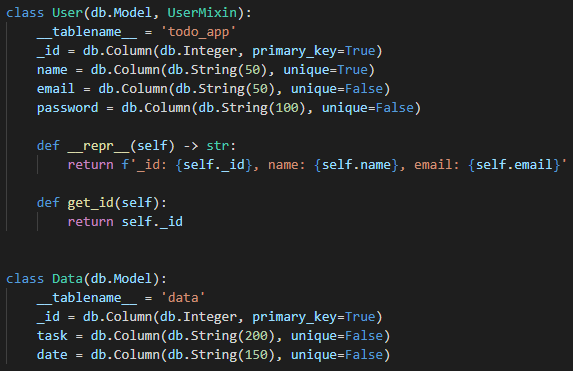 class User(db.Model, UserMixin):
    __tablename__ = 'todo_app'
    _id = db.Column(db.Integer, primary_key=True)
    name = db.Column(db.String(50), unique=True)
    email = db.Column(db.String(50), unique=False)
    password = db.Column(db.String(100), unique=False)
    def __repr__(self) -> str:
        return f'_id: {self._id}, name: {self.name}, email: {self.email}'
    def get_id(self):
        return self._id
class Data(db.Model):
    __tablename__ = 'data'
    _id = db.Column(db.Integer, primary_key=True)
    task = db.Column(db.String(200), unique=False)
    date = db.Column(db.String(150), unique=False)